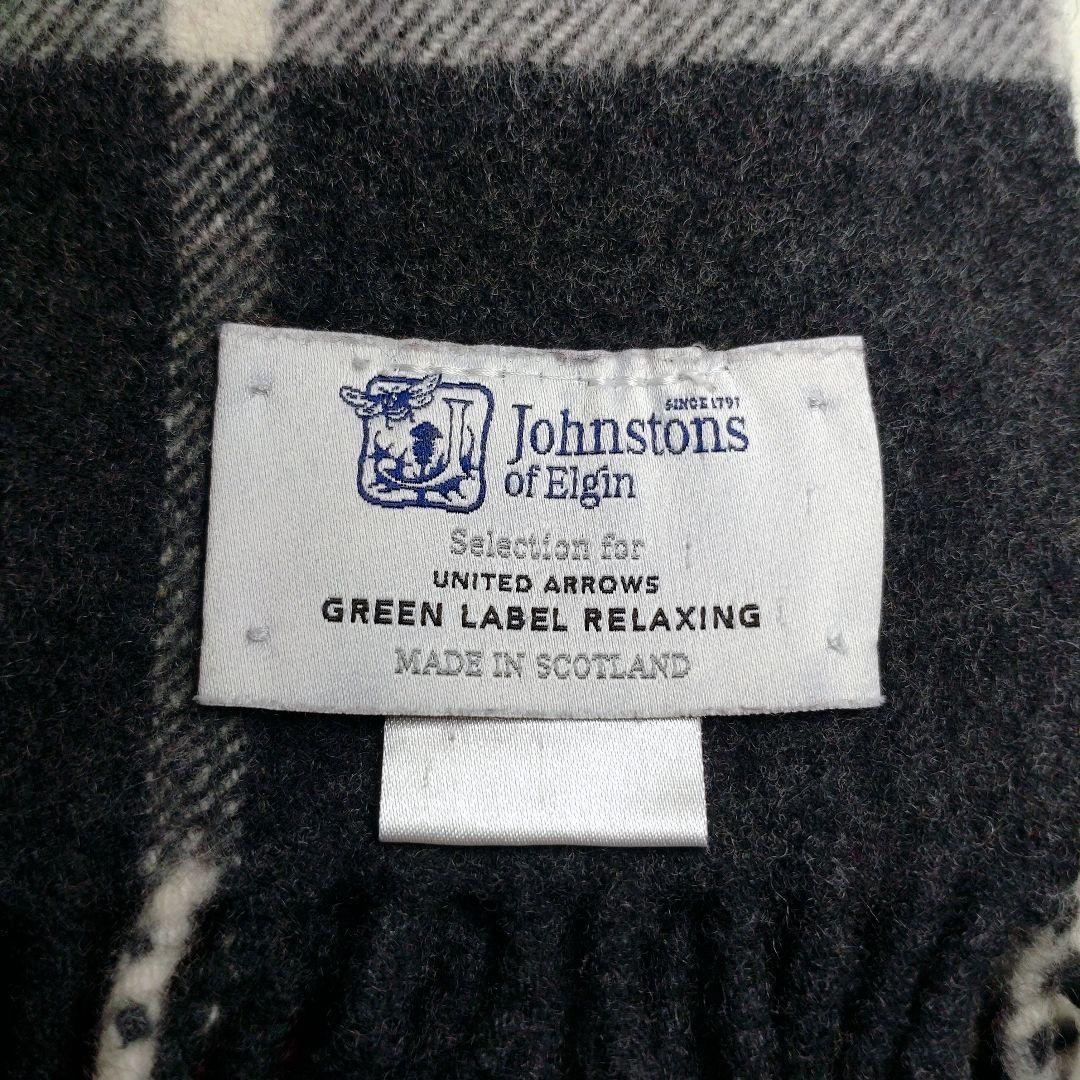 SINCE 1797
Johnstons
of Elgin
Selection for
UNITED ARROWS
GREEN LABEL RELAXING
MADE IN SCOTLAND